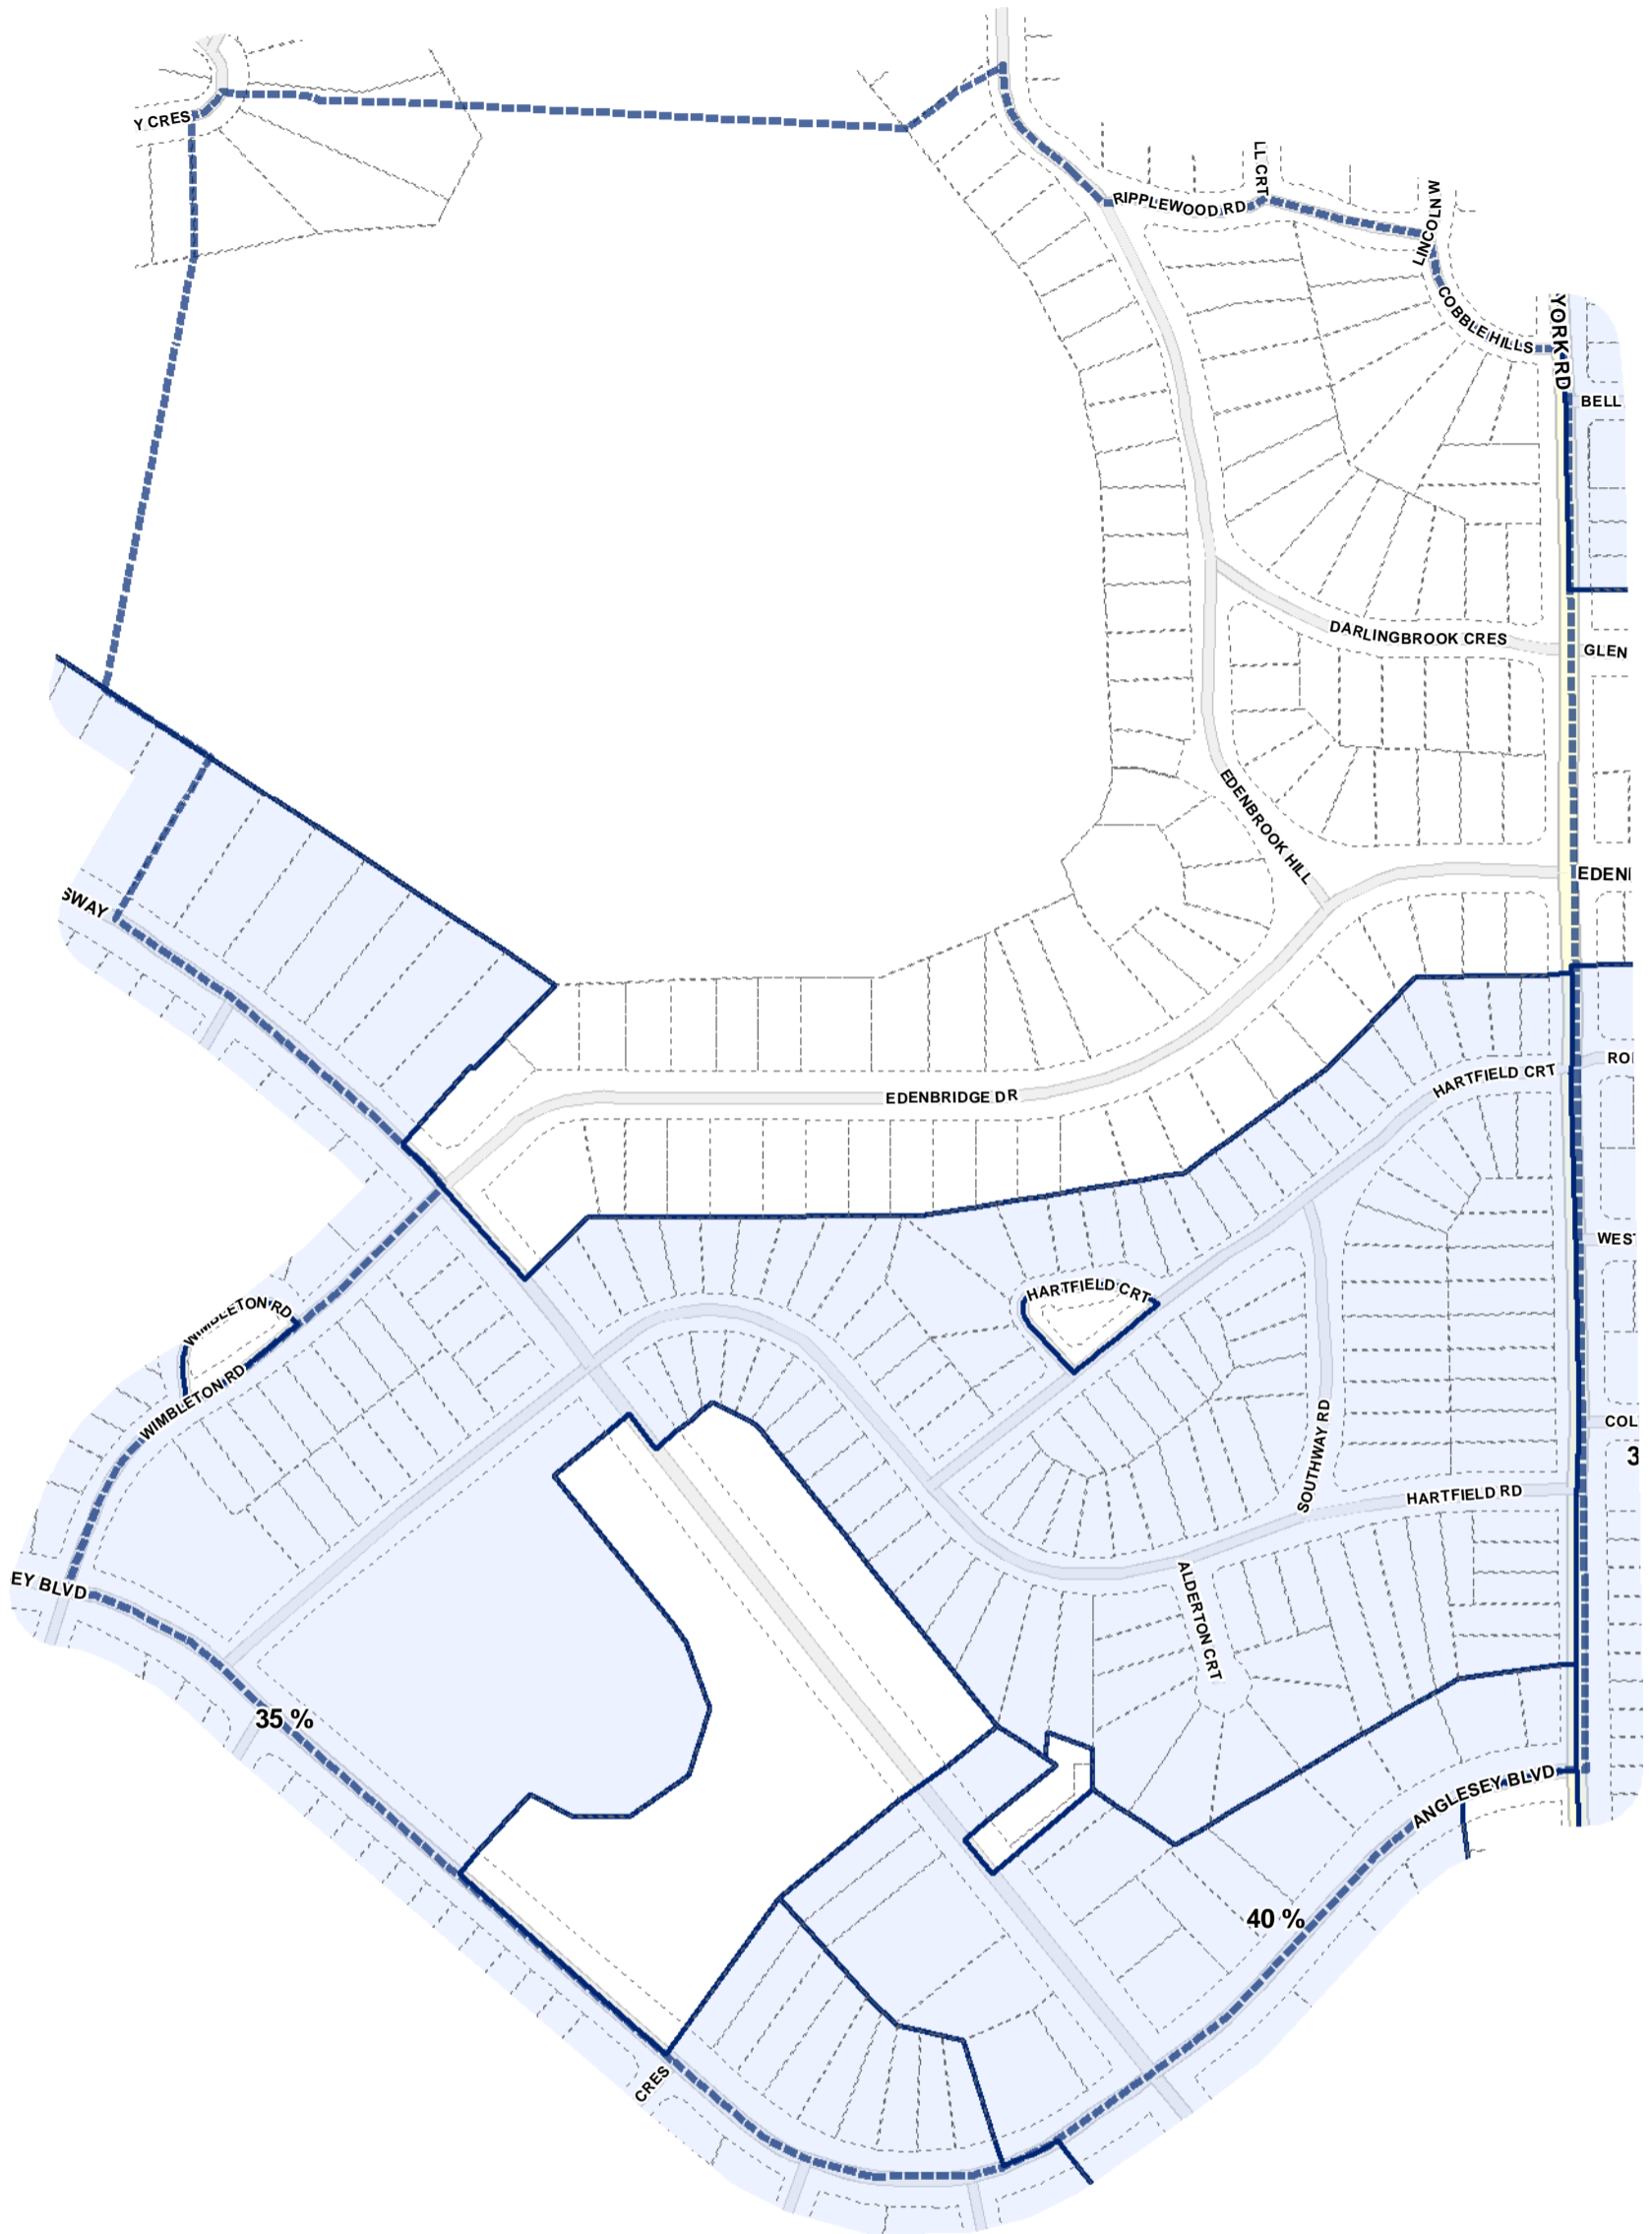 Y CRES
LL CRT
RIPPLEWOOD RD
LINCOLN W
COBBLE HILLS
YORK RD
BELL
DARLINGBROOK CRES
GLEN
EDENBROOK HILL
EDEN
SWAY
HARTFIELD CRT
RO
EDENBRIDGE DR
WEST
HARTFIELD CRT
WIMBLETON RD
WIMBLETON RD
COL
3
SOUTHWAY RD
HARTFIELD RD
EY BLVD
ALDERTON CRT
35 %
ANGLESEY BLVD
40 %
CRES